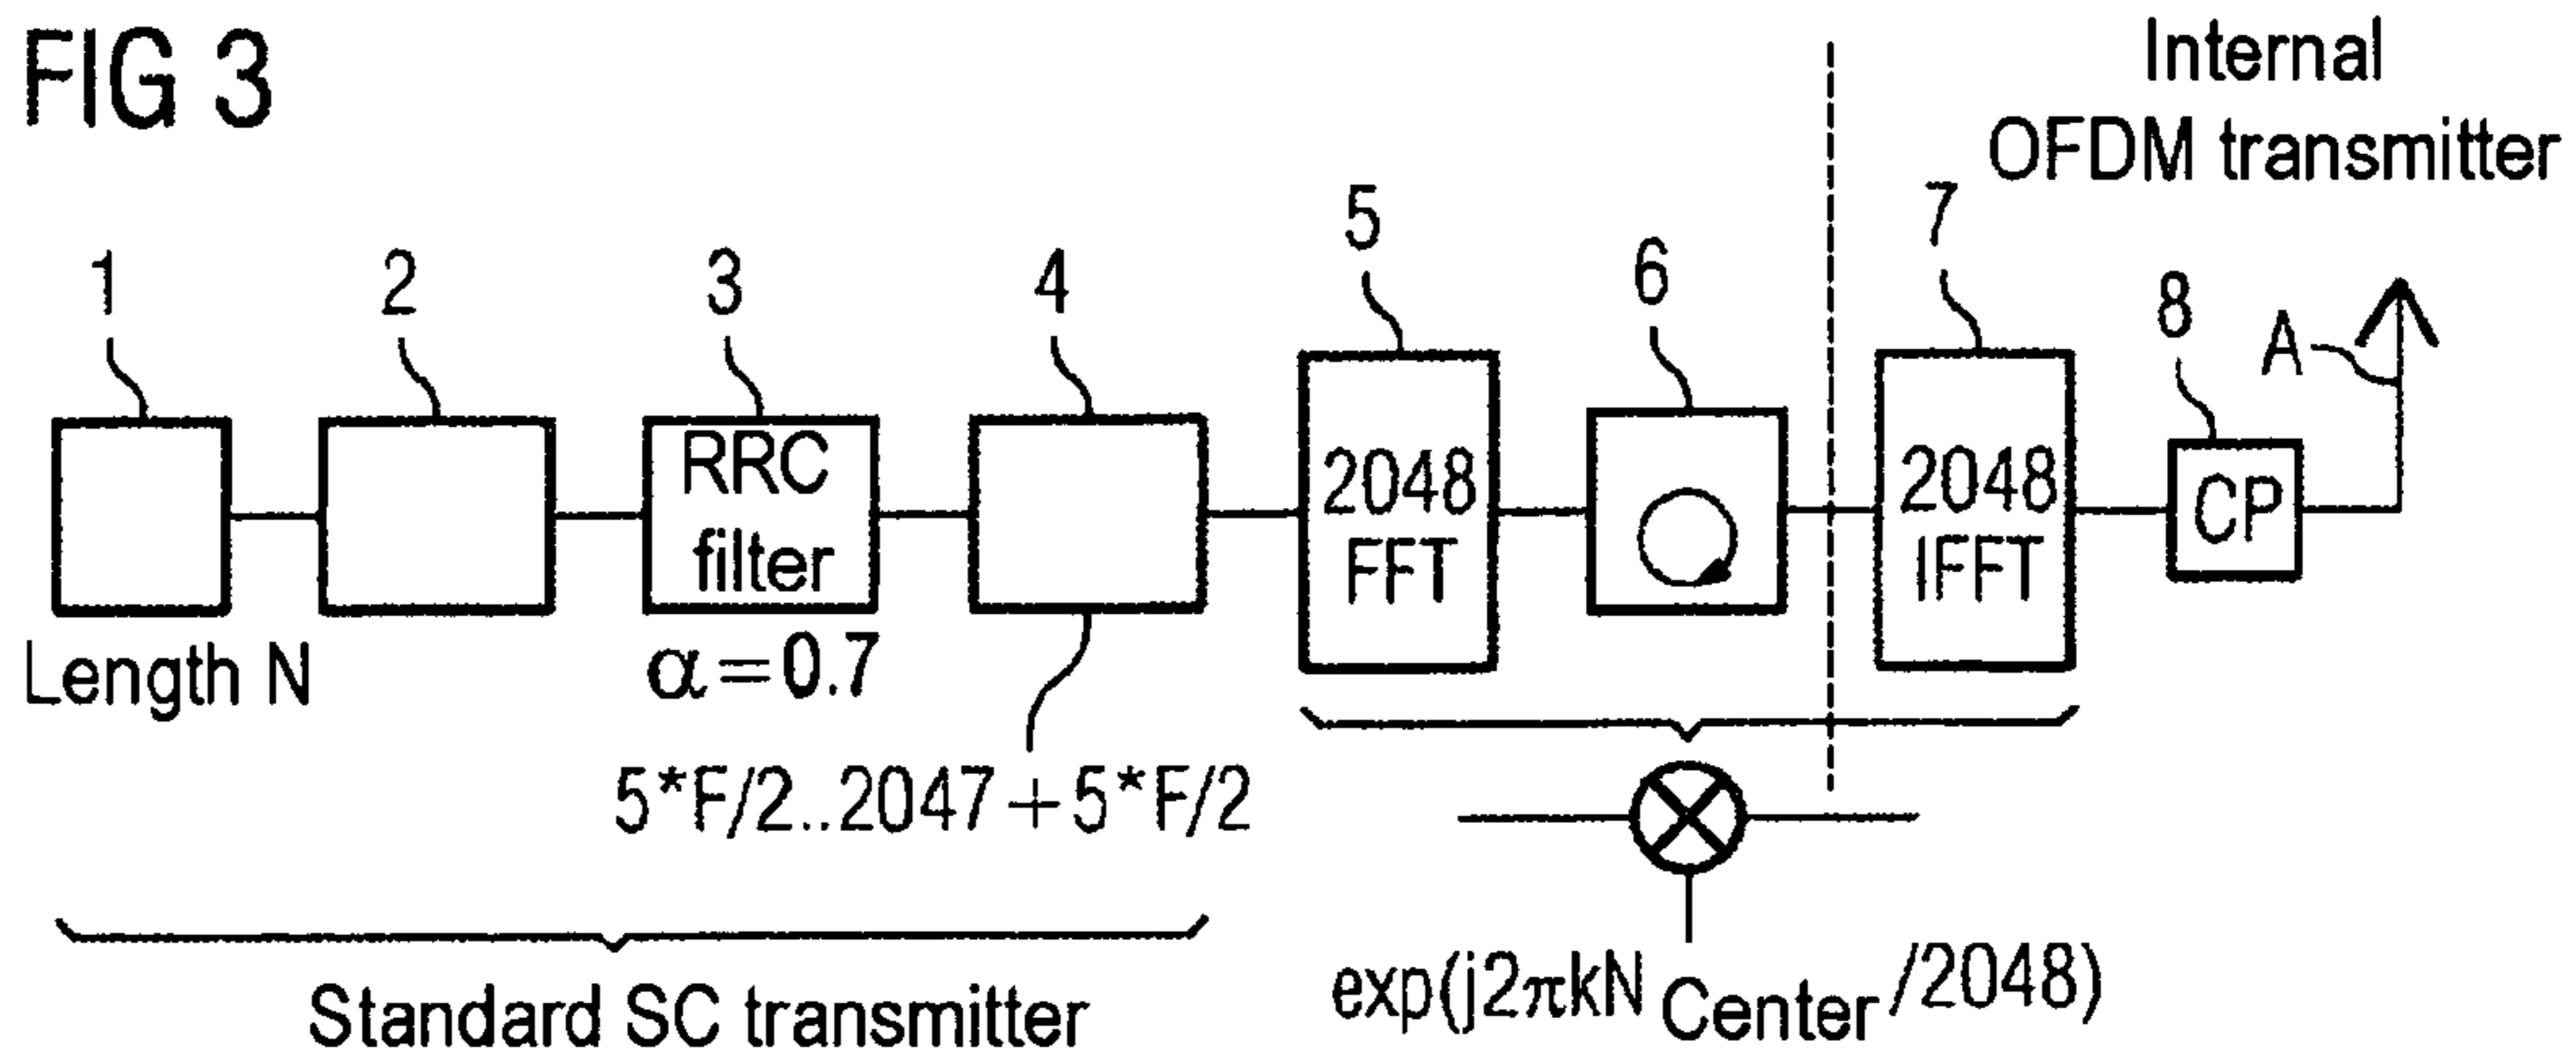 FIG 3
Internal
OFDM transmitter
1
2
3
4
5
6
7
8
A
RRC
filter
2048
FFT
2048
IFFT
CP
Length N
α=0.7
5*F/2..2047+5*F/2
Standard SC transmitter
exp(j2πkN Center /2048)